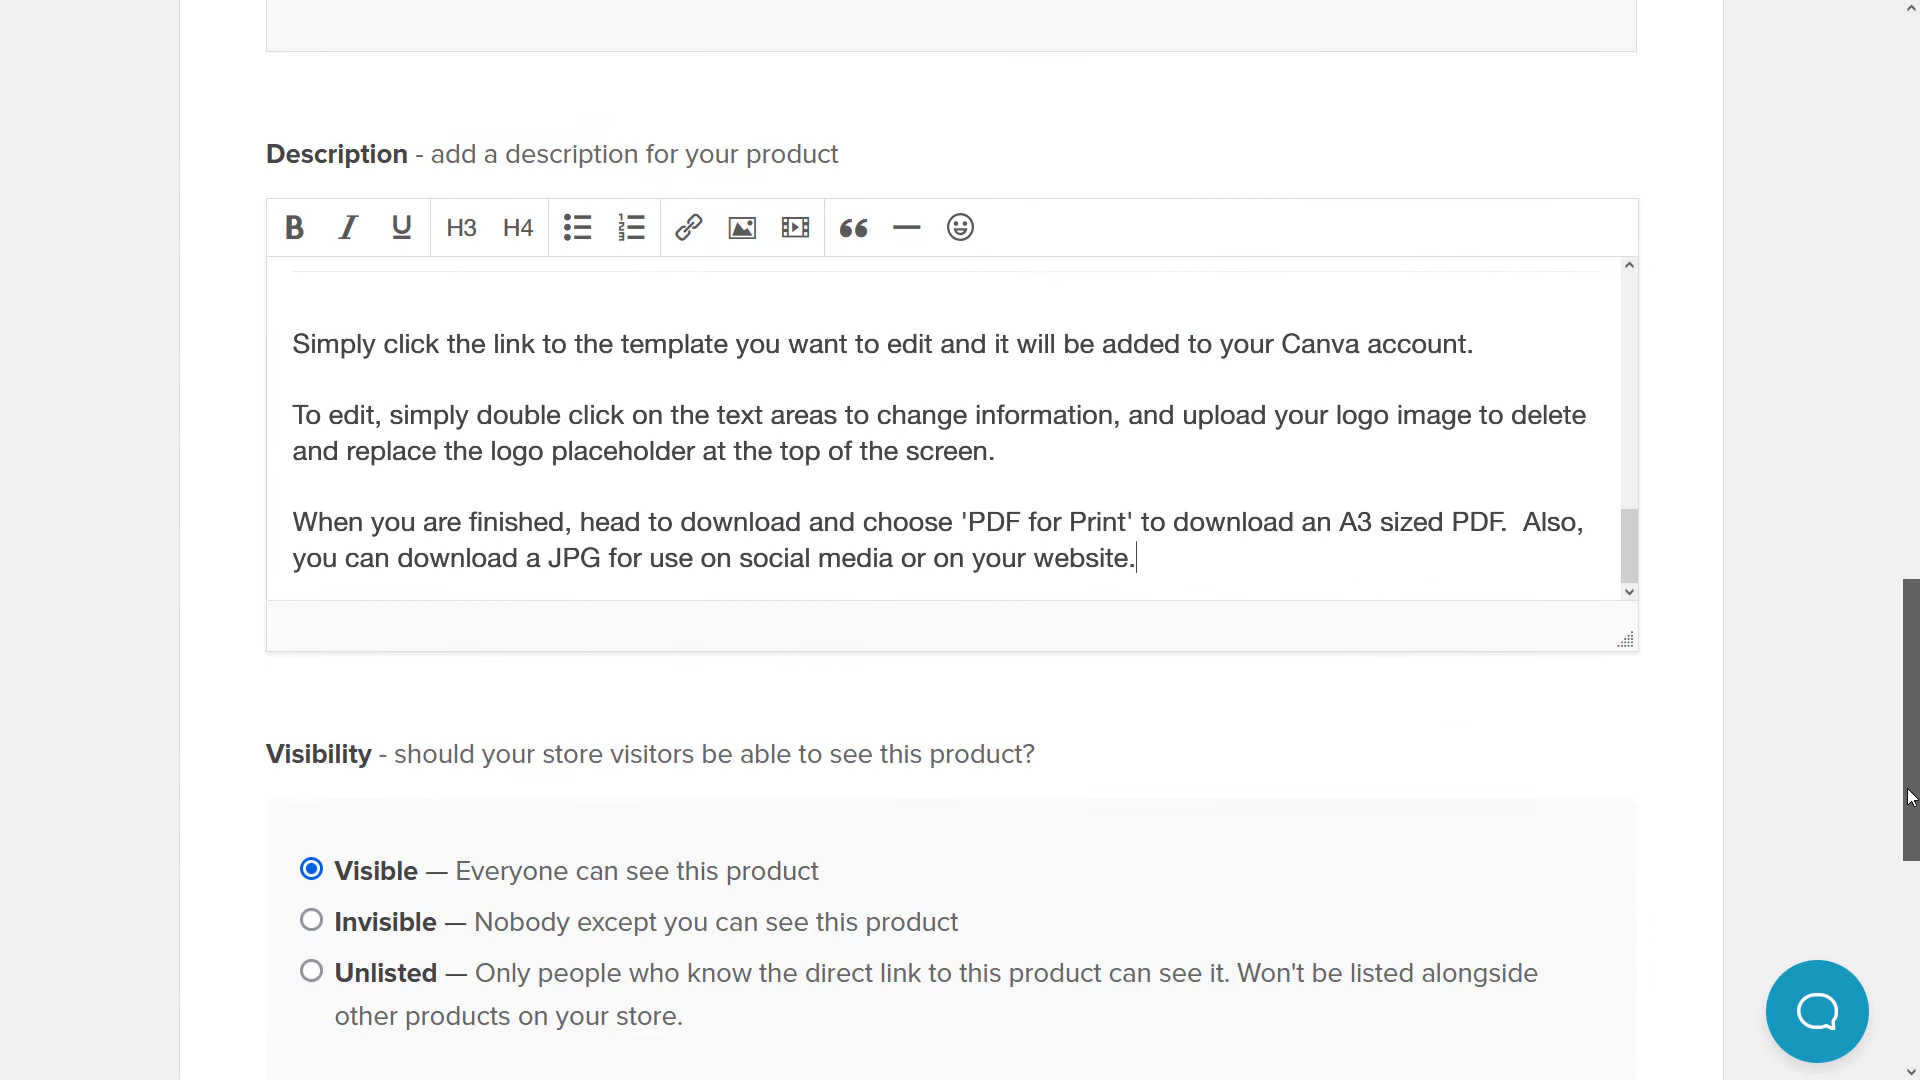 Description - add a description for your product
B I U H3 H4
Simply click the link to the template you want to edit and it will be added to your Canva account.
To edit, simply double click on the text areas to change information, and upload your logo image to delete
and replace the logo placeholder at the top of the screen.
When you are finished, head to download and choose 'PDF for Print' to download an A3 sized PDF.  Also,
you can download a JPG for use on social media or on your website.
Visibility - should your store visitors be able to see this product?
Visible — Everyone can see this product
Invisible — Nobody except you can see this product
Unlisted — Only people who know the direct link to this product can see it. Won't be listed alongside
other products on your store.